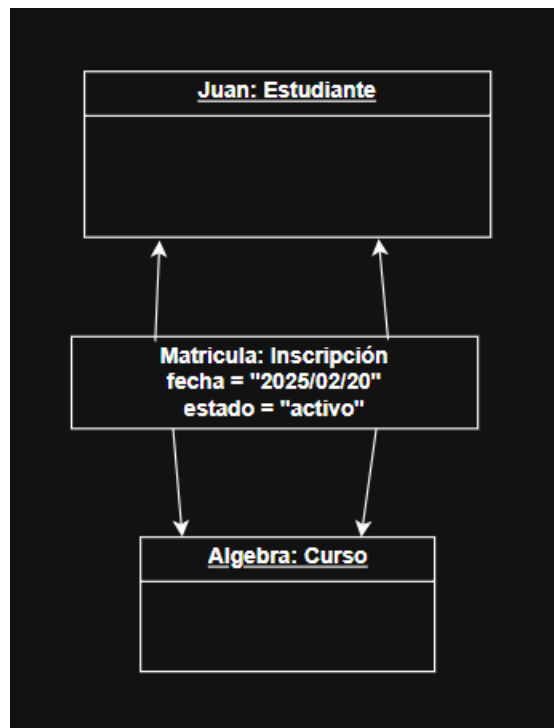 Juan: Estudiante
Matricula: Inscripción
fecha = "2025/02/20"
estado = "activo"
Algebra: Curso